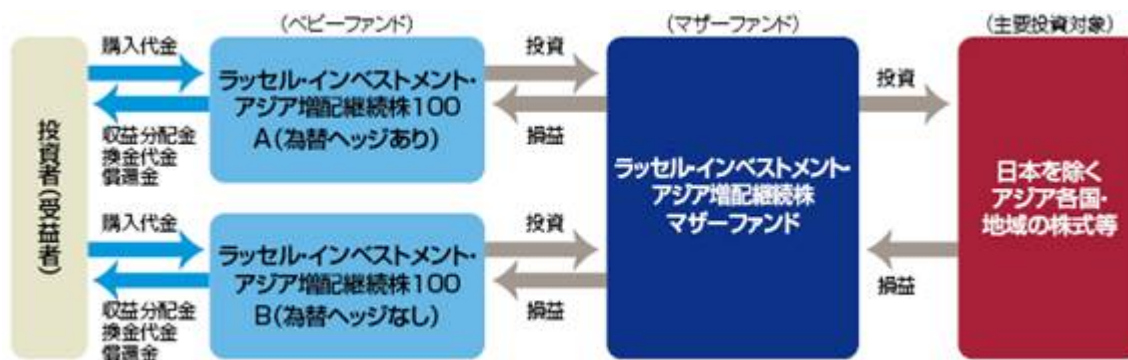 (ベビーファンド)
(マザーファンド)
(主要投資対象)
投資者(受益者)
購入代金
収益分配金
換金代金
償還金
ラッセル・インベストメント・
アジア増配継続株100
A(為替ヘッジあり)
投資
損益
購入代金
収益分配金
換金代金
償還金
ラッセル・インベストメント・
アジア増配継続株100
B(為替ヘッジなし)
投資
損益
ラッセル・インベストメント・
アジア増配継続株
マザーファンド
投資
損益
日本を除く
アジア各国・
地域の株式等